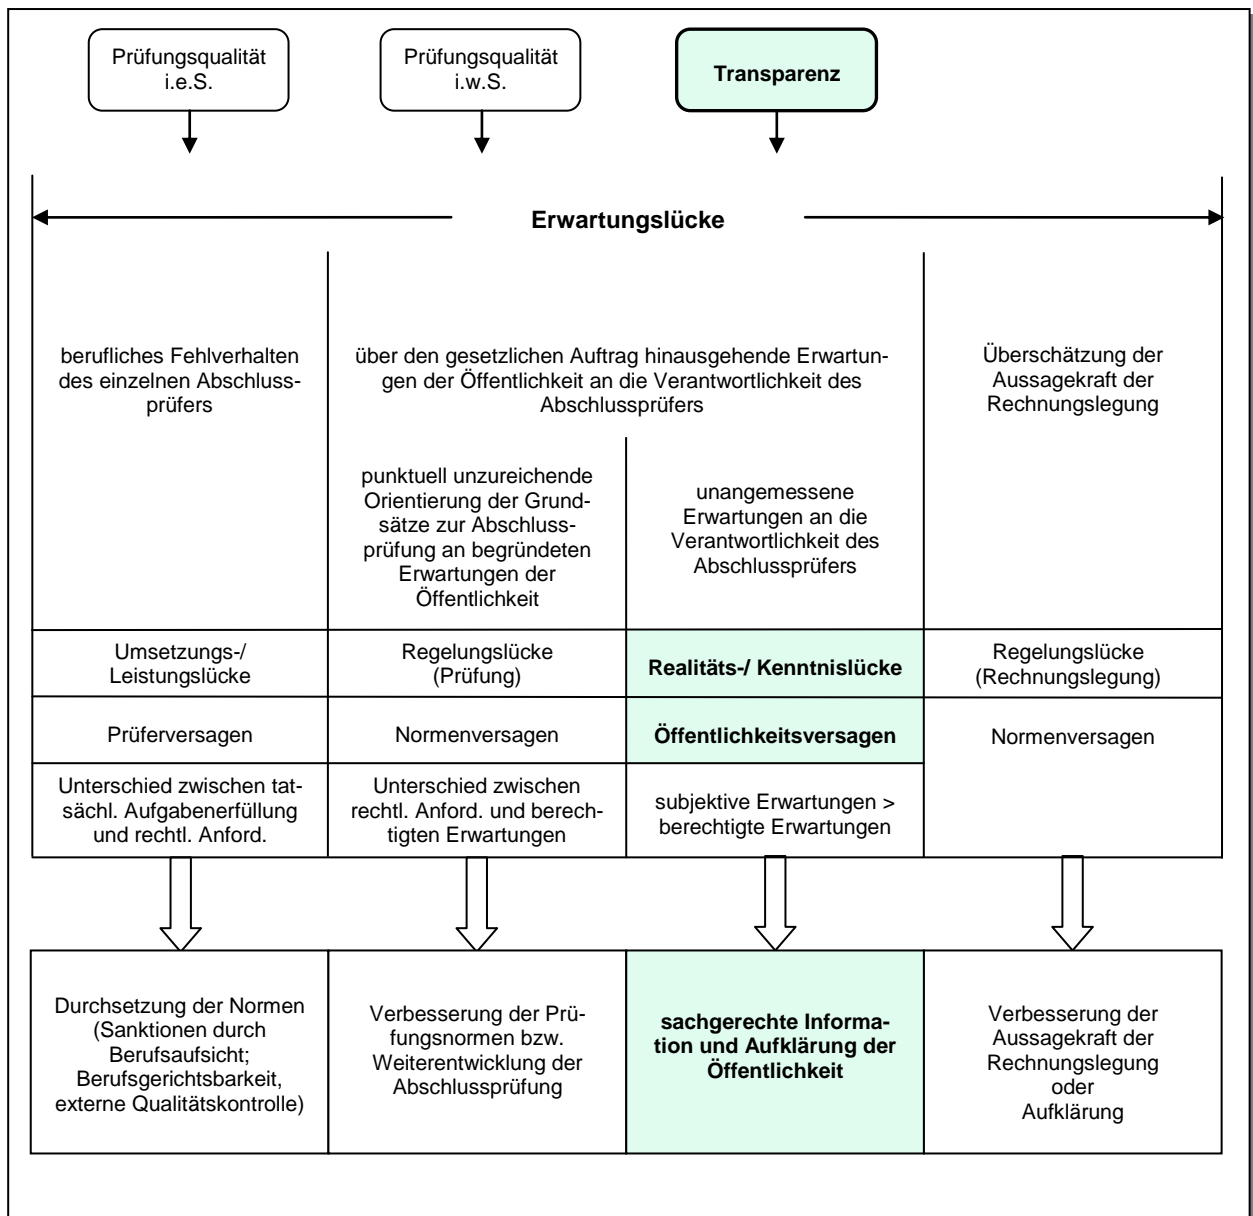 Prüfungsqualität
i.e.S.
Prüfungsqualität
i.w.S.
Transparenz
Erwartungslücke
berufliches Fehlverhalten
des einzelnen Abschluss-
prüfers
über den gesetzlichen Auftrag hinausgehende Erwartun-
gen der Öffentlichkeit an die Verantwortlichkeit des
Abschlussprüfers
Überschätzung der
Aussagekraft der
Rechnungslegung
punktuell unzureichende
Orientierung der Grund-
sätze zur Abschluss-
prüfung an begründeten
Erwartungen der
Öffentlichkeit
unangemessene
Erwartungen an die
Verantwortlichkeit des
Abschlussprüfers
Umsetzungs-/
Leistungslücke
Regelungslücke
(Prüfung)
Realitäts-/ Kenntnislücke
Regelungslücke
(Rechnungslegung)
Prüferversagen
Normenversagen
Öffentlichkeitsversagen
Normenversagen
Unterschied zwischen tat-
sächl. Aufgabenerfüllung
und rechtl. Anford.
Unterschied zwischen
rechtl. Anford. und berech-
tigten Erwartungen
subjektive Erwartungen >
berechtigte Erwartungen
Durchsetzung der Normen
(Sanktionen durch
Berufsaufsicht;
Berufsgerichtsbarkeit,
externe Qualitätskontrolle)
Verbesserung der Prü-
fungsnormen bzw.
Weiterentwicklung der
Abschlussprüfung
sachgerechte Informa-
tion und Aufklärung der
Öffentlichkeit
Verbesserung der
Aussagekraft der
Rechnungslegung
oder
Aufklärung